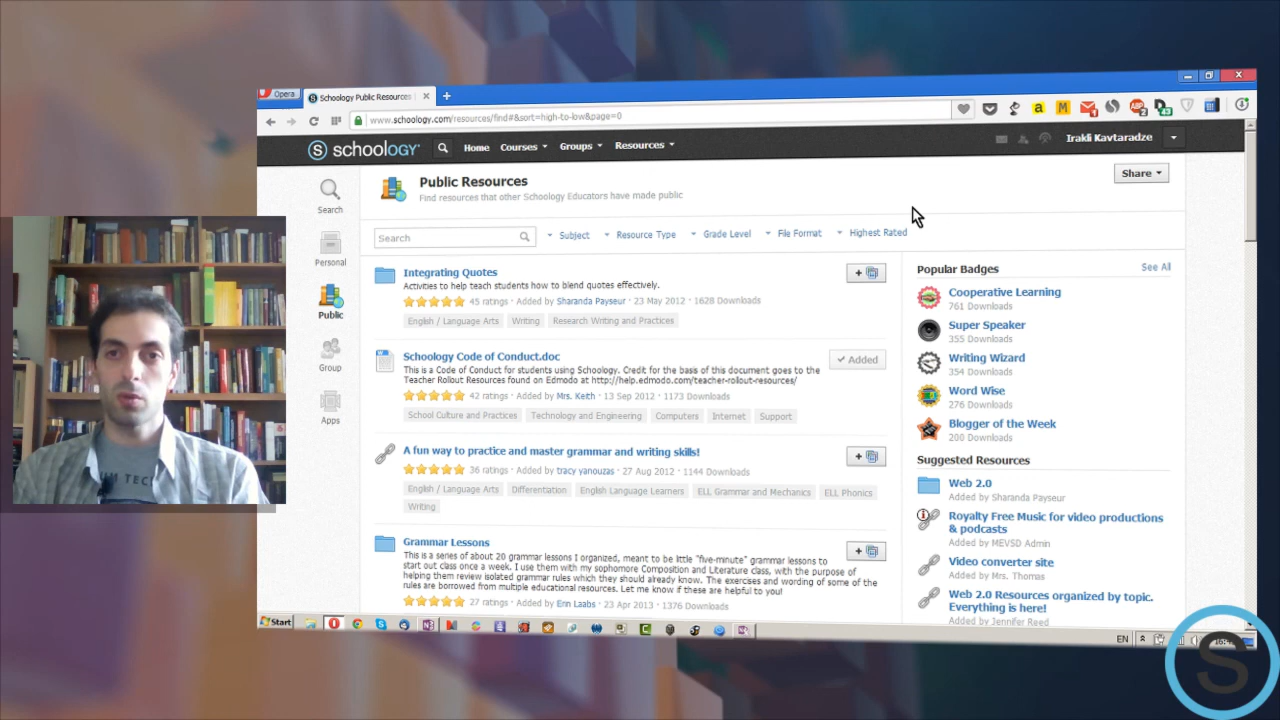 Opera
Schoology Public Resources
www.schoology.com/resources/find#&sort=high-to-low&page=0
schoology
Home
Courses
Groups
Resources
Irakli Kavtaradze
Search
Personal
Public
Group
Apps
Public Resources
Find resources that other Schoology Educators have made public
Share
Search
Subject
Resource Type
Grade Level
File Format
Highest Rated
Integrating Quotes
Activities to help teach students how to blend quotes effectively.
45 ratings · Added by Sharanda Payseur · 23 May 2012 · 1628 Downloads
English / Language Arts
Writing
Research Writing and Practices
Schoology Code of Conduct.doc
Added
This is a Code of Conduct for students using Schoology. Credit for the basis of this document goes to the
Teacher Rollout Resources found on Edmodo at http://help.edmodo.com/teacher-rollout-resources/
42 ratings · Added by Mrs. Keith · 13 Sep 2012 · 1173 Downloads
School Culture and Practices
Technology and Engineering
Computers
Internet
Support
A fun way to practice and master grammar and writing skills!
36 ratings · Added by tracy yanouzas · 27 Aug 2012 · 1144 Downloads
English / Language Arts
Differentiation
English Language Learners
ELL Grammar and Mechanics
ELL Phonics
Writing
Grammar Lessons
This is a series of about 20 grammar lessons I organized, meant to be little "five-minute" grammar lessons to
start out class once a week. I use them with my sophomore Composition and Literature class, with the purpose of
helping them review isolated grammar rules which they should already know. The exercises and wording of some of the
rules are borrowed from multiple educational resources. Let me know if these are helpful to you!
27 ratings · Added by Erin Laabs · 23 Apr 2013 · 1376 Downloads
Popular Badges
See All
Cooperative Learning
761 Downloads
Super Speaker
355 Downloads
Writing Wizard
354 Downloads
Word Wise
276 Downloads
Blogger of the Week
200 Downloads
Suggested Resources
Web 2.0
Added by Sharanda Payseur
Royalty Free Music for video productions
& podcasts
Added by MEVSD Admin
Video converter site
Added by Mrs. Thomas
Web 2.0 Resources organized by topic.
Everything is here!
Added by Jennifer Reed
Start
EN
S